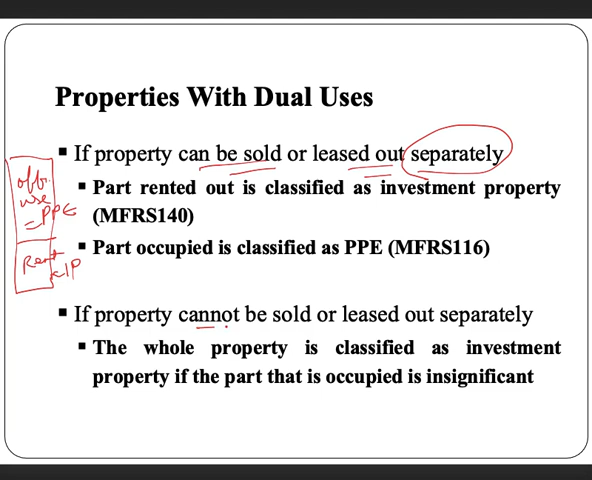 Properties With Dual Uses
▪ If property can be sold or leased out separately
▪ Part rented out is classified as investment property
(MFRS140)
▪ Part occupied is classified as PPE (MFRS116)
▪ If property cannot be sold or leased out separately
▪ The whole property is classified as investment
property if the part that is occupied is insignificant
use
= PPE
Rent